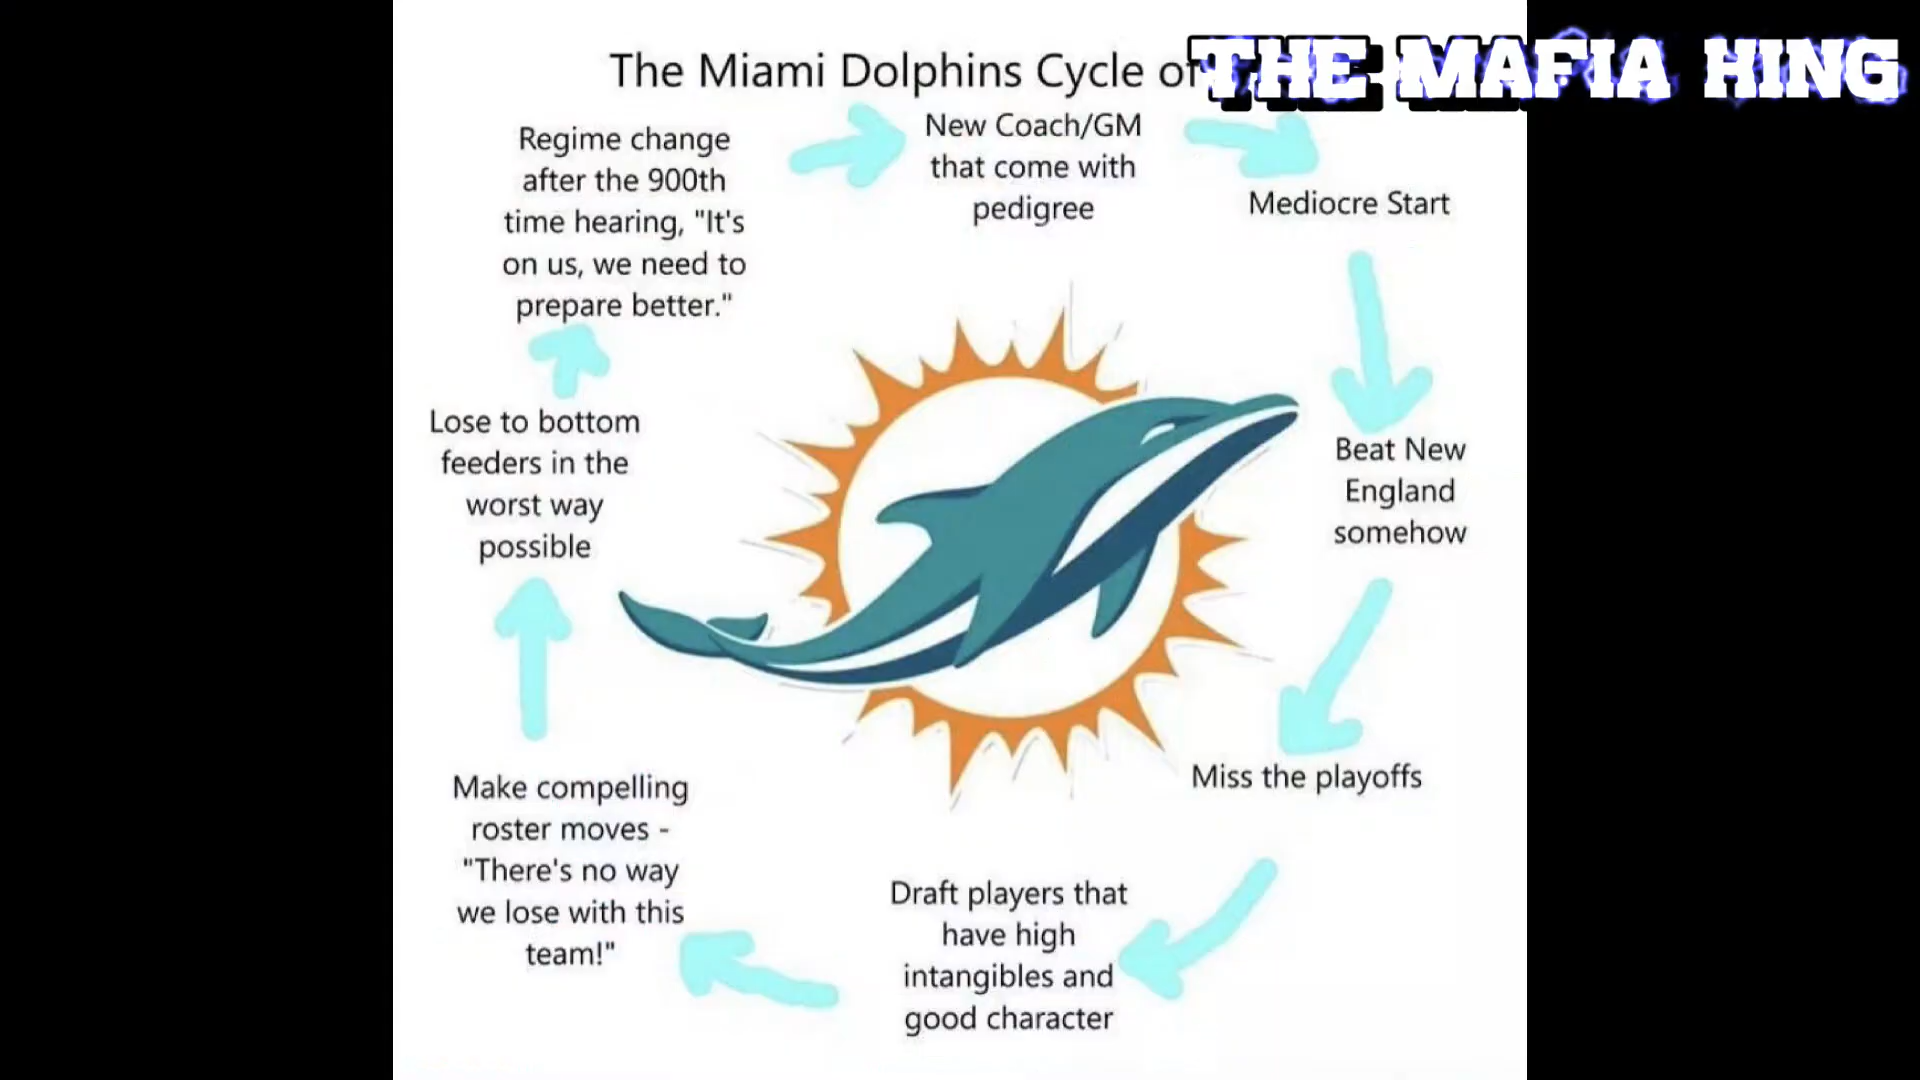 The Miami Dolphins Cycle of
THE MAFIA KING
New Coach/GM
that come with
pedigree
Mediocre Start
Beat New
England
somehow
Miss the playoffs
Draft players that
have high
intangibles and
good character
Make compelling
roster moves -
"There's no way
we lose with this
team!"
Lose to bottom
feeders in the
worst way
possible
Regime change
after the 900th
time hearing, "It's
on us, we need to
prepare better."